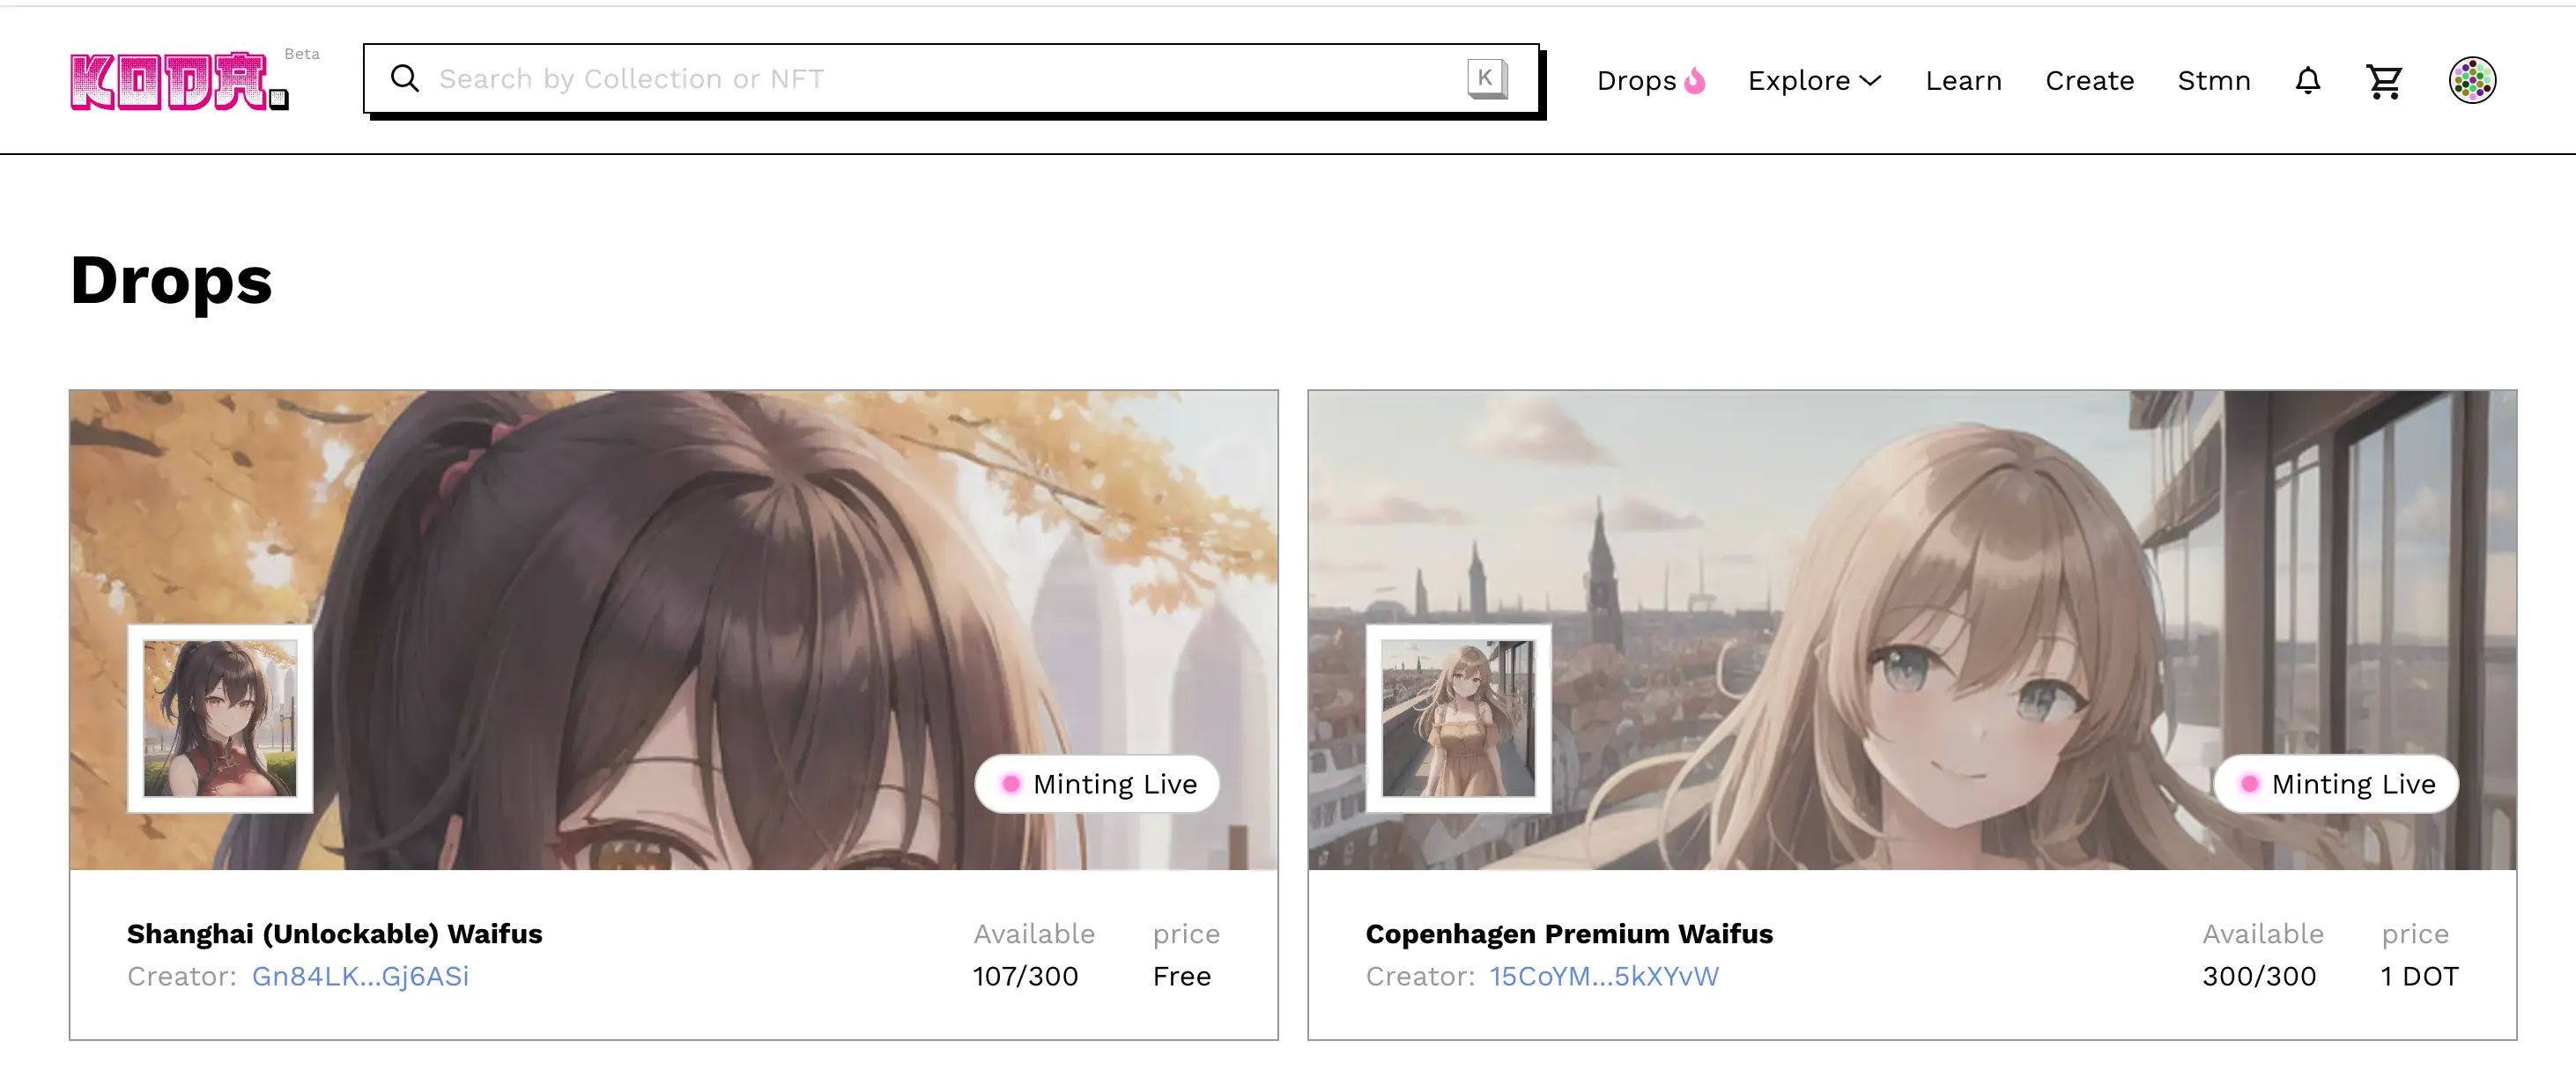 KODA. Beta
Search by Collection or NFT K
Drops Explore Learn Create Stmn
Drops
Minting Live
Shanghai (Unlockable) Waifus
Creator: Gn84LK...Gj6ASi
Available price
107/300 Free
Minting Live
Copenhagen Premium Waifus
Creator: 15CoYM...5kXYvW
Available price
300/300 1 DOT